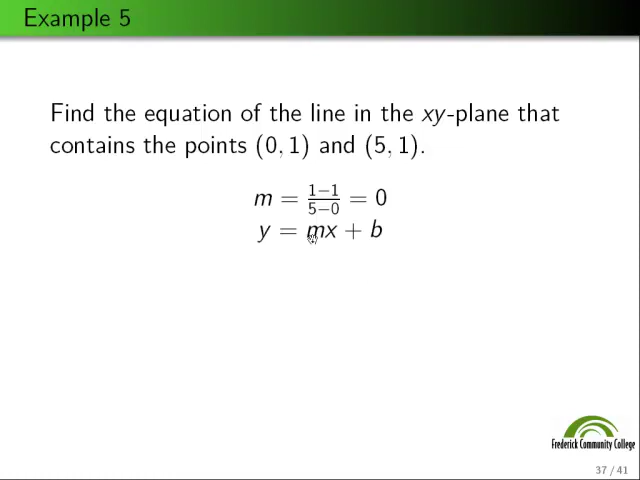 Example 5
Find the equation of the line in the xy-plane that
contains the points (0, 1) and (5, 1).
m = \frac{1−1}{5−0} = 0
y = mx + b
Frederick Community College
37 / 41